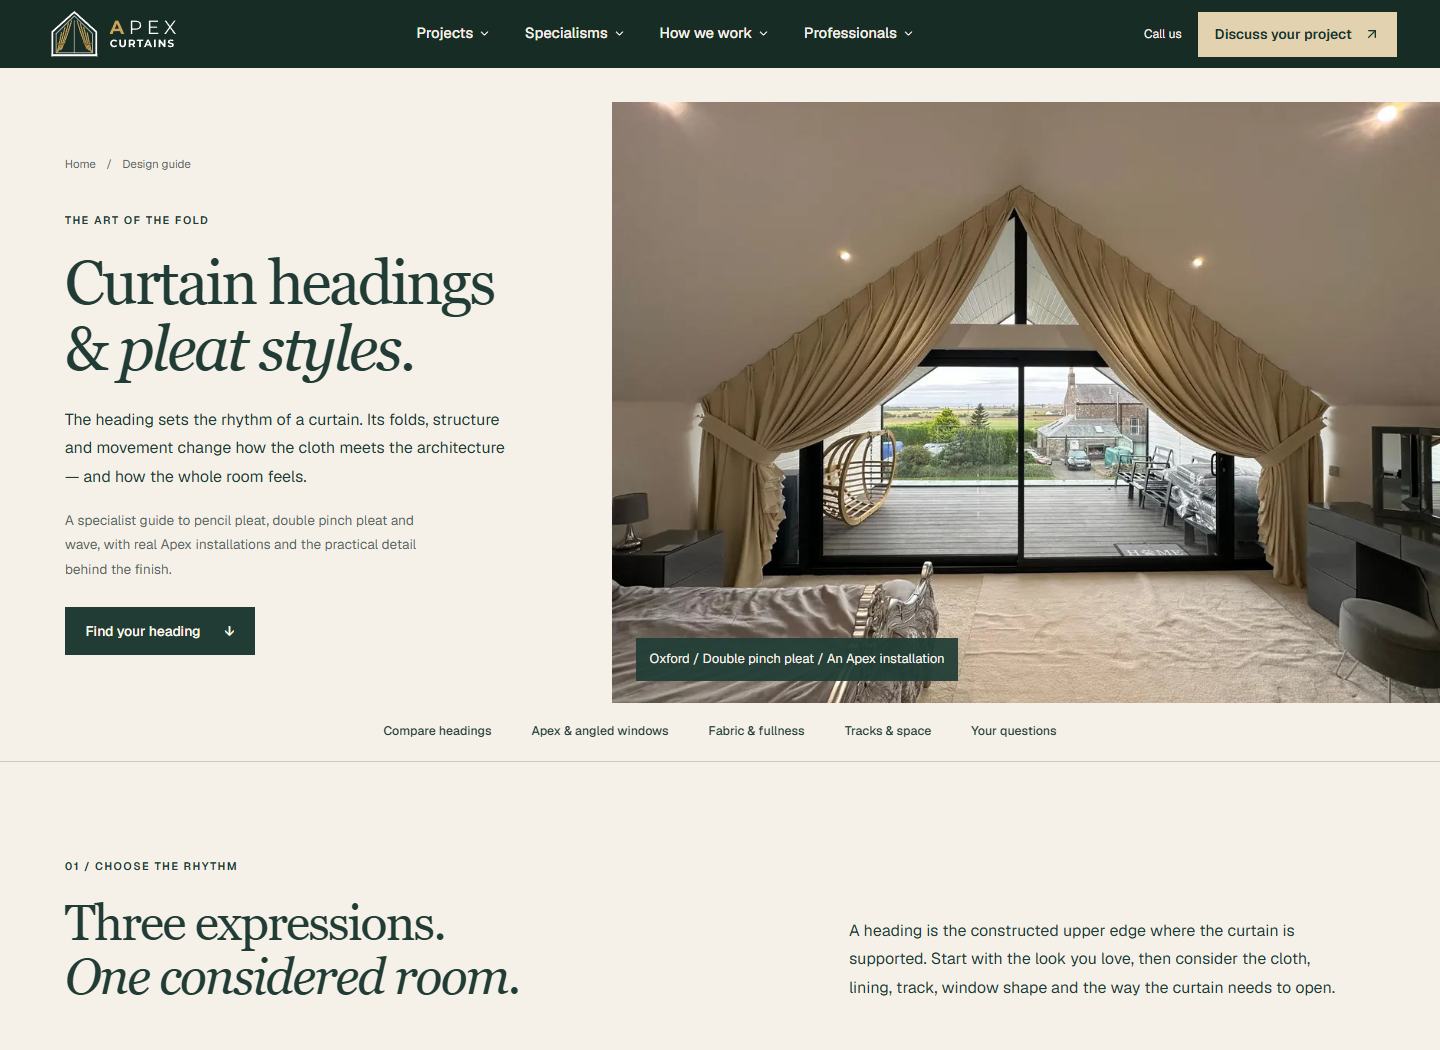 APEX
CURTAINS
Projects
Specialisms
How we work
Professionals
Call us
Discuss your project
Home / Design guide
THE ART OF THE FOLD
Curtain headings
& pleat styles.
The heading sets the rhythm of a curtain. Its folds, structure
and movement change how the cloth meets the architecture
— and how the whole room feels.
A specialist guide to pencil pleat, double pinch pleat and
wave, with real Apex installations and the practical detail
behind the finish.
Find your heading
HOME
Oxford / Double pinch pleat / An Apex installation
Compare headings
Apex & angled windows
Fabric & fullness
Tracks & space
Your questions
01 / CHOOSE THE RHYTHM
Three expressions.
One considered room.
A heading is the constructed upper edge where the curtain is
supported. Start with the look you love, then consider the cloth,
lining, track, window shape and the way the curtain needs to open.